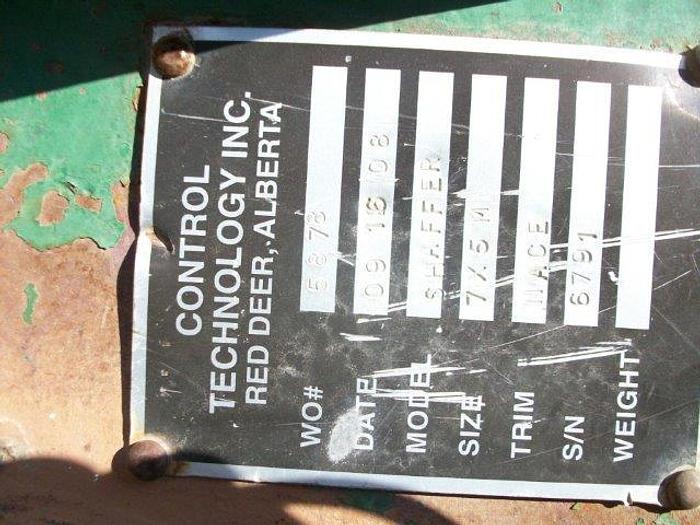 CONTROL
TECHNOLOGY INC.
RED DEER, ALBERTA
WO# 5878
DATE 09 16 08
MODEL SHAFFER
SIZE 7X5M
TRIM NACE
S/N 6791
WEIGHT